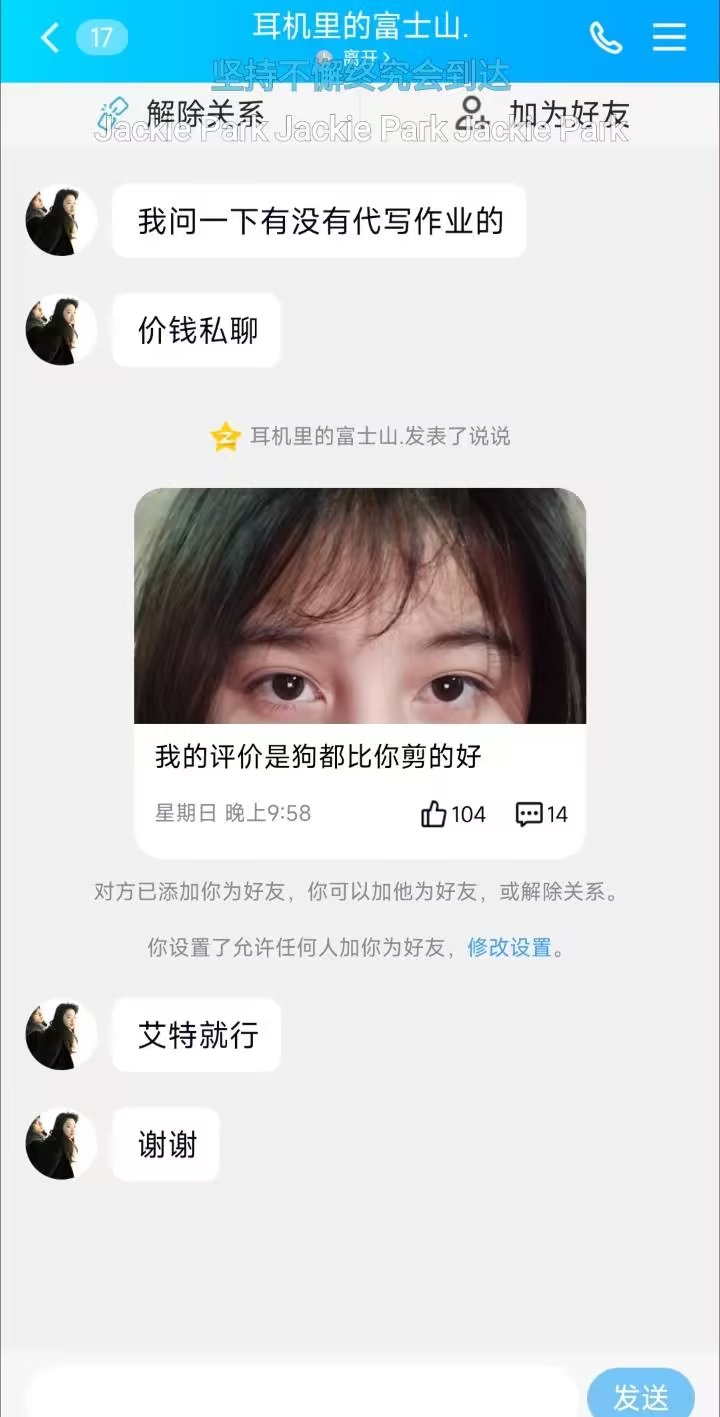 17
耳机里的富士山.
离开>
坚持不懈终究会到达
解除关系
加为好友
Jackie Park Jackie Park Jackie Park
我问一下有没有代写作业的
价钱私聊
耳机里的富士山.发表了说说
我的评价是狗都比你剪的好
星期日 晚上9:58
104
14
对方已添加你为好友，你可以加他为好友，或解除关系。
你设置了允许任何人加你为好友，修改设置。
艾特就行
谢谢
发送